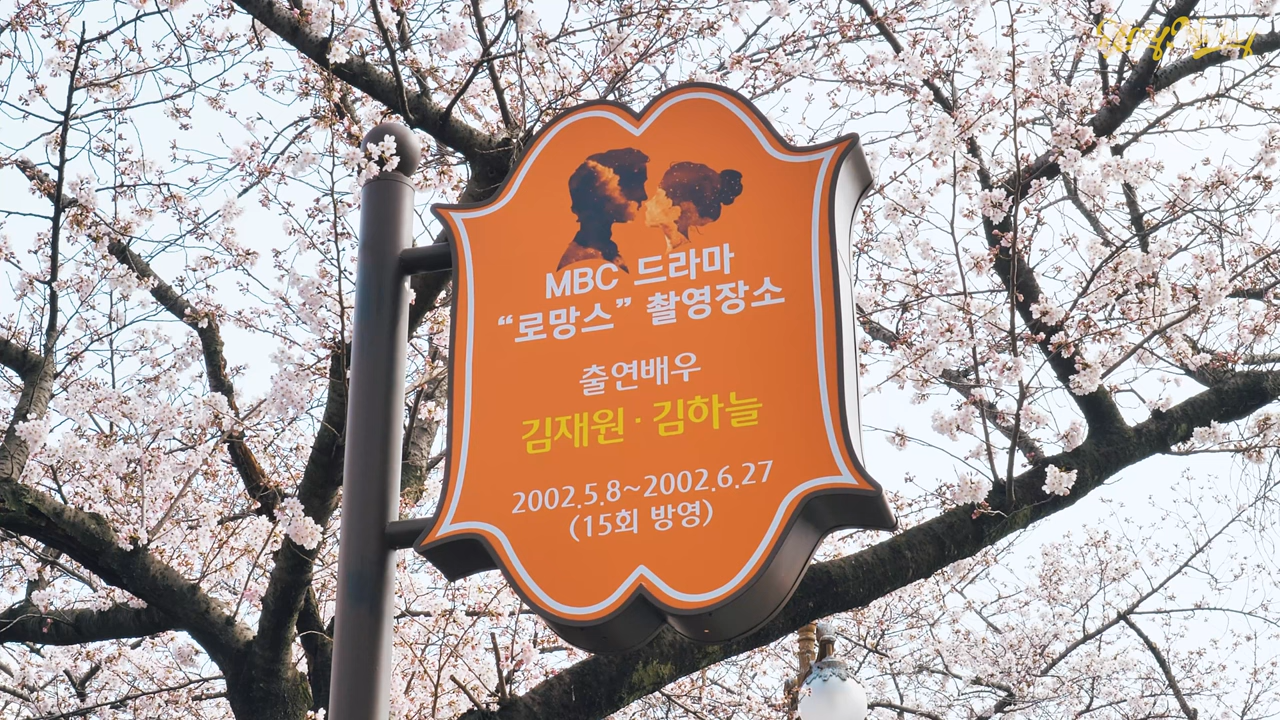 MBC 드라마
“로망스” 촬영장소
출연배우
김재원 · 김하늘
2002.5.8~2002.6.27
(15회 방영)